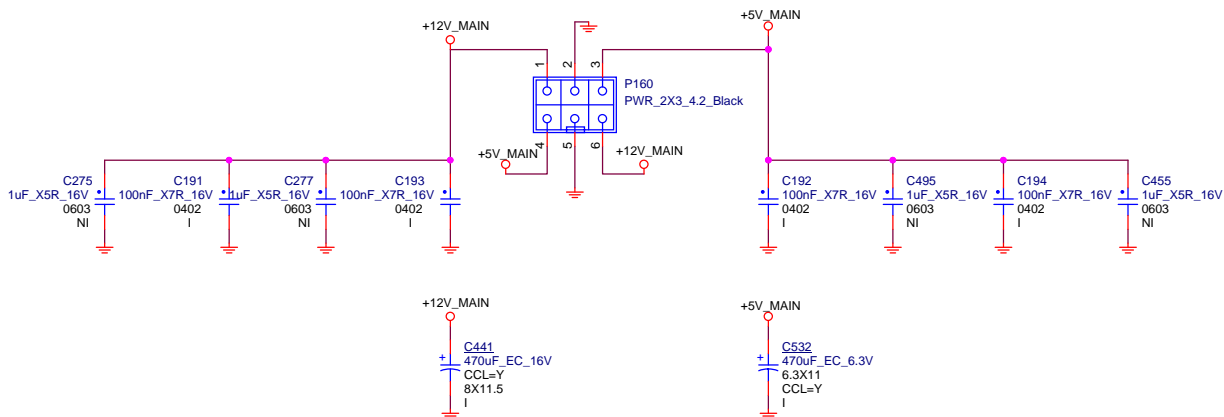 +12V_MAIN
+5V_MAIN
1
2
3
P160
PWR_2X3_4.2_Black
4
5
6
+5V_MAIN
+12V_MAIN
C275
1uF_X5R_16V
0603
NI
C191
100nF_X7R_16V
0402
I
C277
1uF_X5R_16V
0603
NI
C193
100nF_X7R_16V
0402
I
C192
100nF_X7R_16V
0402
I
C495
1uF_X5R_16V
0603
NI
C194
100nF_X7R_16V
0402
I
C455
1uF_X5R_16V
0603
NI
+12V_MAIN
+
C441
470uF_EC_16V
CCL=Y
8X11.5
I
+5V_MAIN
+
C532
470uF_EC_6.3V
6.3X11
CCL=Y
I